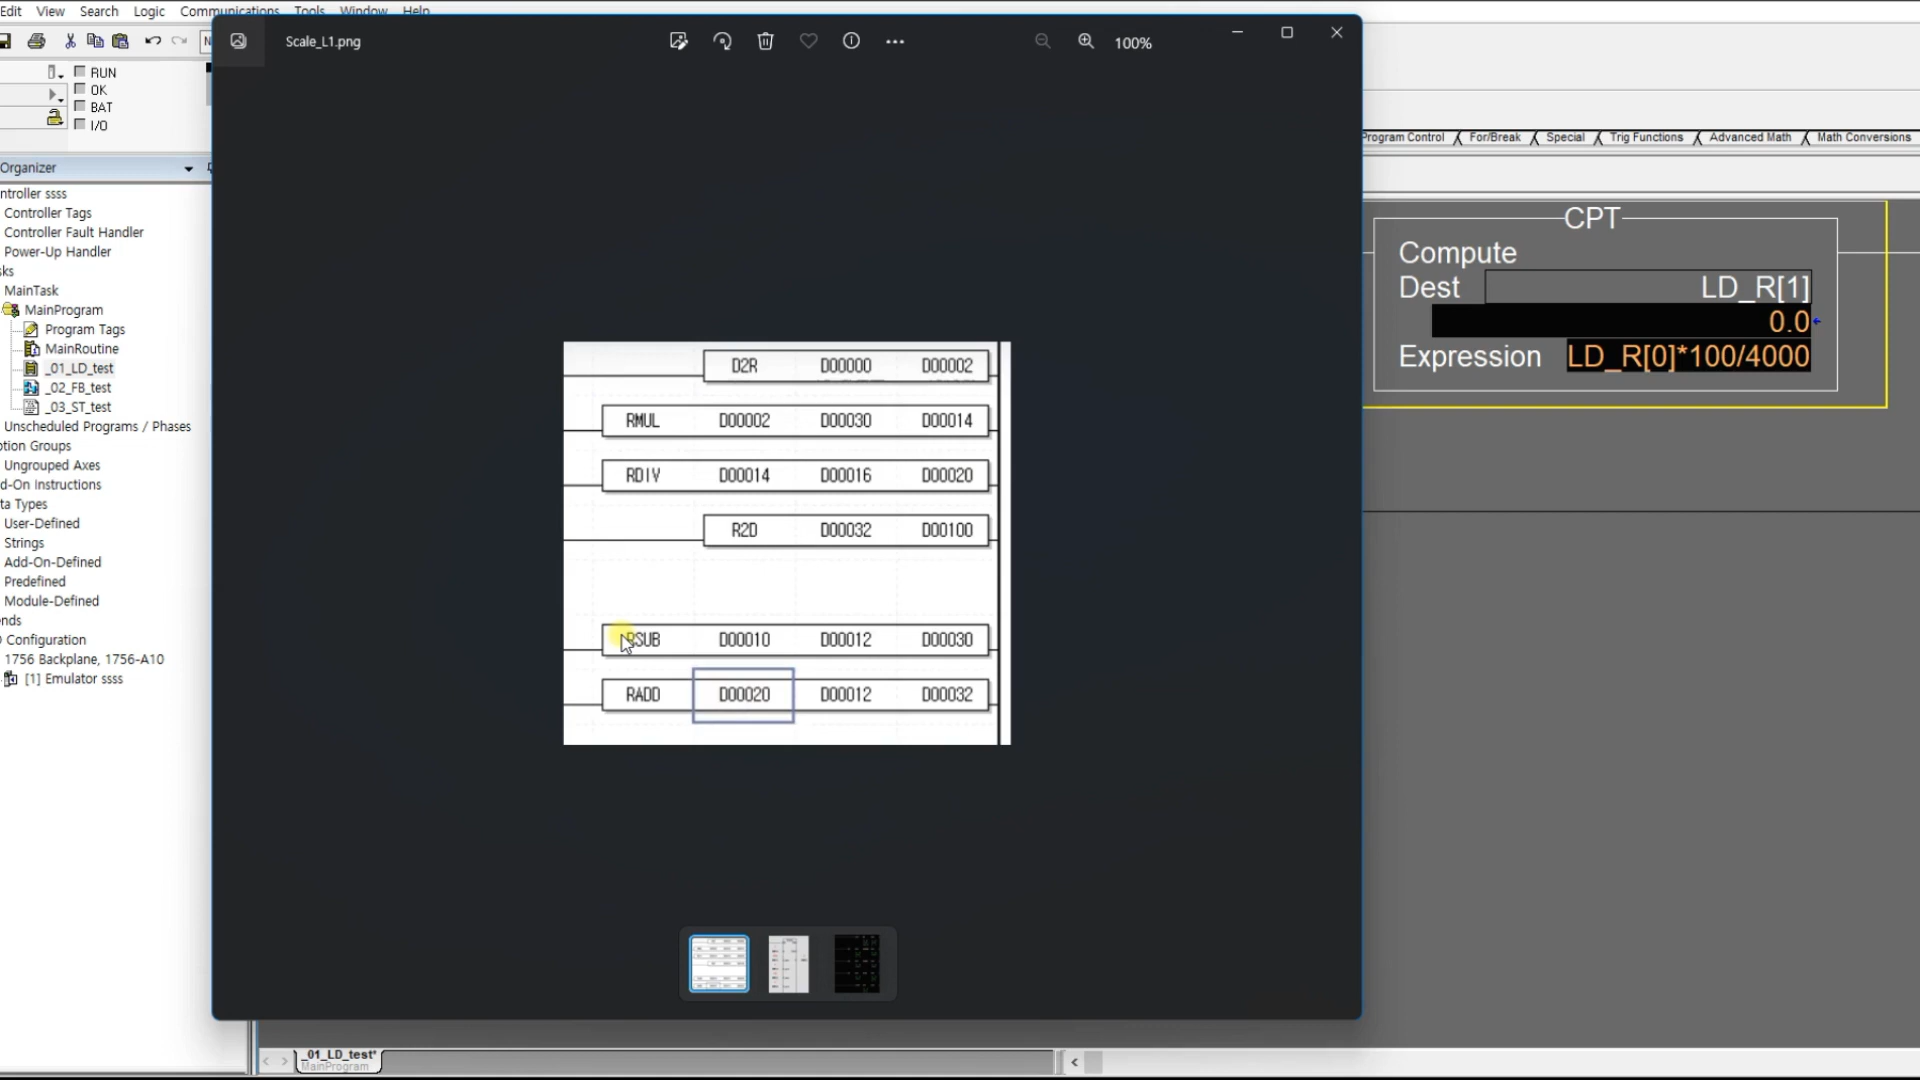 Edit View Search Logic Communications Tools Window Help
Scale_L1.png
100%
RUN
OK
BAT
I/O
Program Control For/Break Special Trig Functions Advanced Math Math Conversions
Organizer
ntroller ssss
Controller Tags
Controller Fault Handler
Power-Up Handler
sks
MainTask
MainProgram
Program Tags
MainRoutine
_01_LD_test
_02_FB_test
_03_ST_test
Unscheduled Programs / Phases
otion Groups
Ungrouped Axes
d-On Instructions
ta Types
User-Defined
Strings
Add-On-Defined
Predefined
Module-Defined
ends
O Configuration
1756 Backplane, 1756-A10
[1] Emulator ssss
D2R D00000 D00002
RMUL D00002 D00030 D00014
RDIV D00014 D00016 D00020
R2D D00032 D00100
RSUB D00010 D00012 D00030
RADD D00020 D00012 D00032
CPT
Compute
Dest LD_R[1]
0.0
Expression LD_R[0]*100/4000
_01_LD_test*
MainProgram